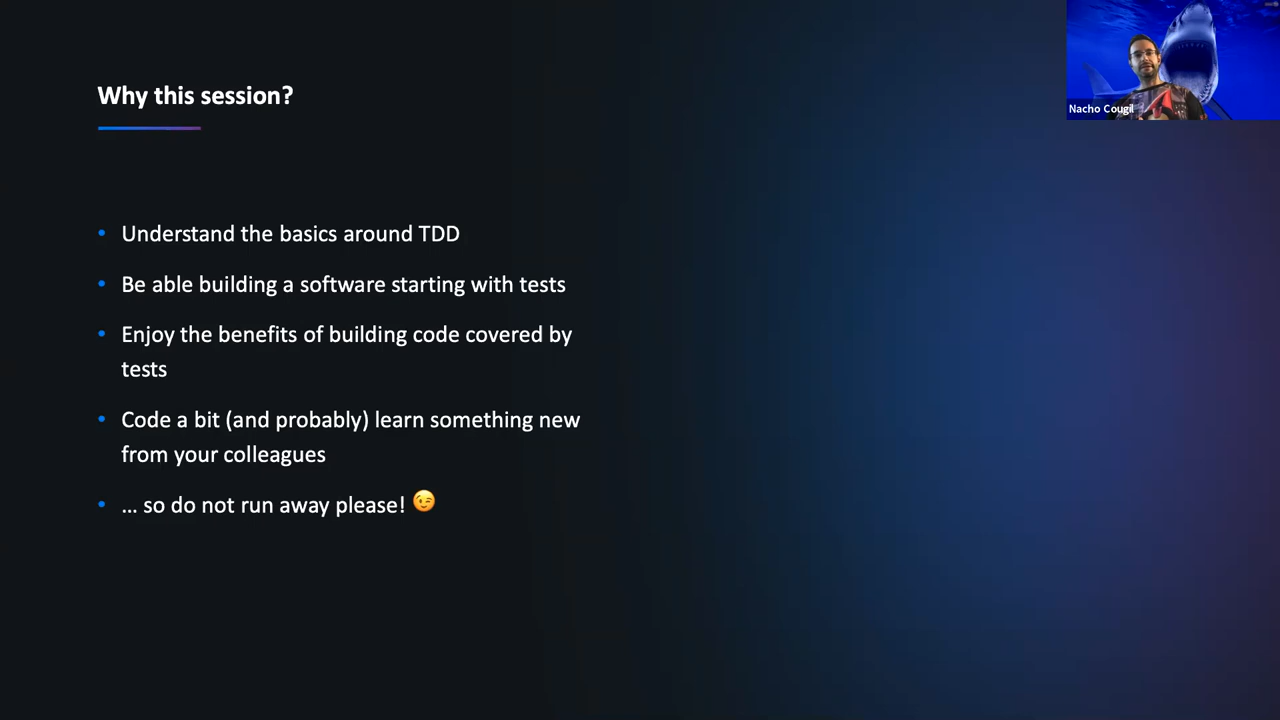 Why this session?
Nacho Cougil
• Understand the basics around TDD
• Be able building a software starting with tests
• Enjoy the benefits of building code covered by
tests
• Code a bit (and probably) learn something new
from your colleagues
• ... so do not run away please! 😉